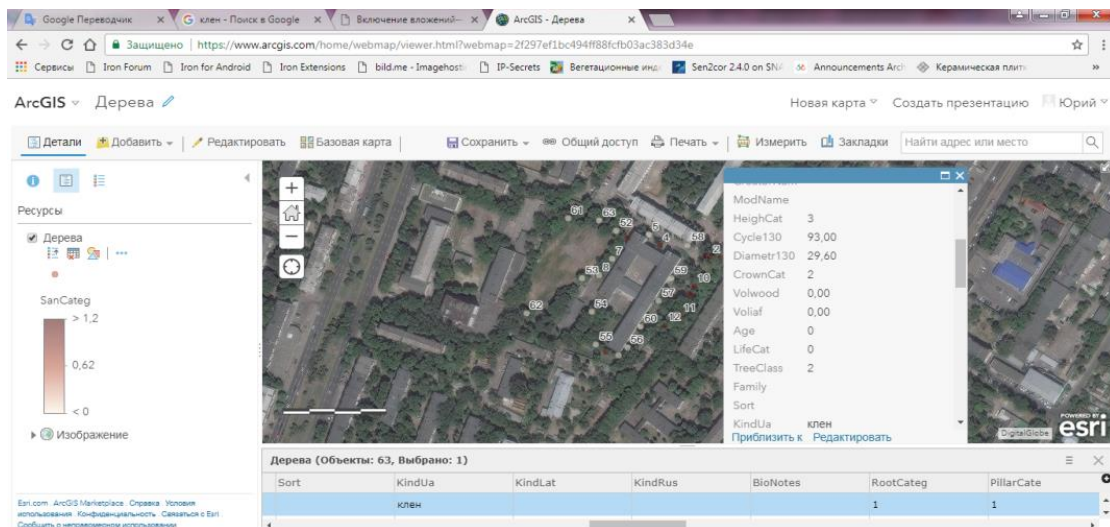 Google Переводчик клен - Поиск в Google Включение вложений— ArcGIS - Дерева
Защищено https://www.arcgis.com/home/webmap/viewer.html?webmap=2f297ef1bc494ff88fcfb03ac383d34e
Сервисы Iron Forum Iron for Android Iron Extensions bild.me - Imagehosti IP-Secrets Вегетационные инде Sen2cor 2.4.0 on SNA Announcements Arch Керамическая плитк »
ArcGIS Дерева Новая карта Создать презентацию Юрий
Детали Добавить Редактировать Базовая карта Сохранить Общий доступ Печать Измерить Закладки Найти адрес или место
Ресурсы
Дерева
SanCateg
> 1,2
0,62
< 0
Изображение
Esri.com ArcGIS Marketplace Справка Условия
использования Конфиденциальность Связаться с Esri
Сообщить о неправомерном использовании
61 63
52 5 58
7 4 2
53 8 59 10
57
62 54 11
60 12
55 56
ModName
HeighCat 3
Cycle130 93,00
Diametr130 29,60
CrownCat 2
Volwood 0,00
Voliaf 0,00
Age 0
LifeCat 0
TreeClass 2
Family
Sort
KindUa клен
Приблизить к Редактировать
DigitalGlobe
POWERED BY
esri
Дерева (Объекты: 63, Выбрано: 1)
Sort KindUa KindLat KindRus BioNotes RootCateg PillarCate
клен 1 1